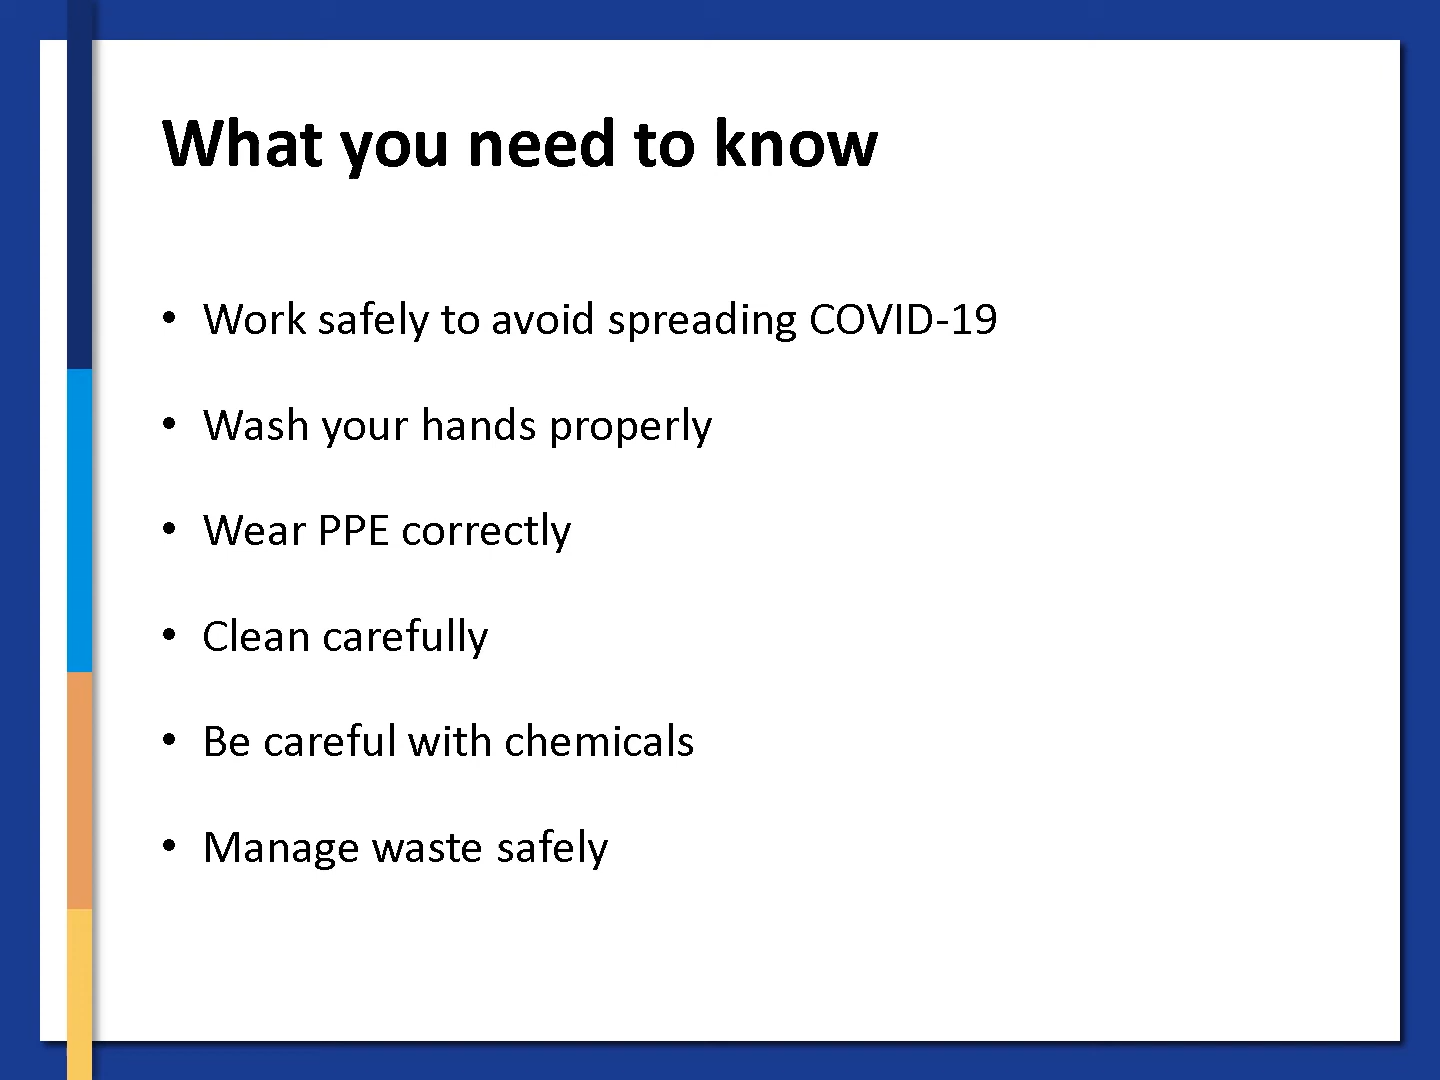 What you need to know
• Work safely to avoid spreading COVID-19
• Wash your hands properly
• Wear PPE correctly
• Clean carefully
• Be careful with chemicals
• Manage waste safely